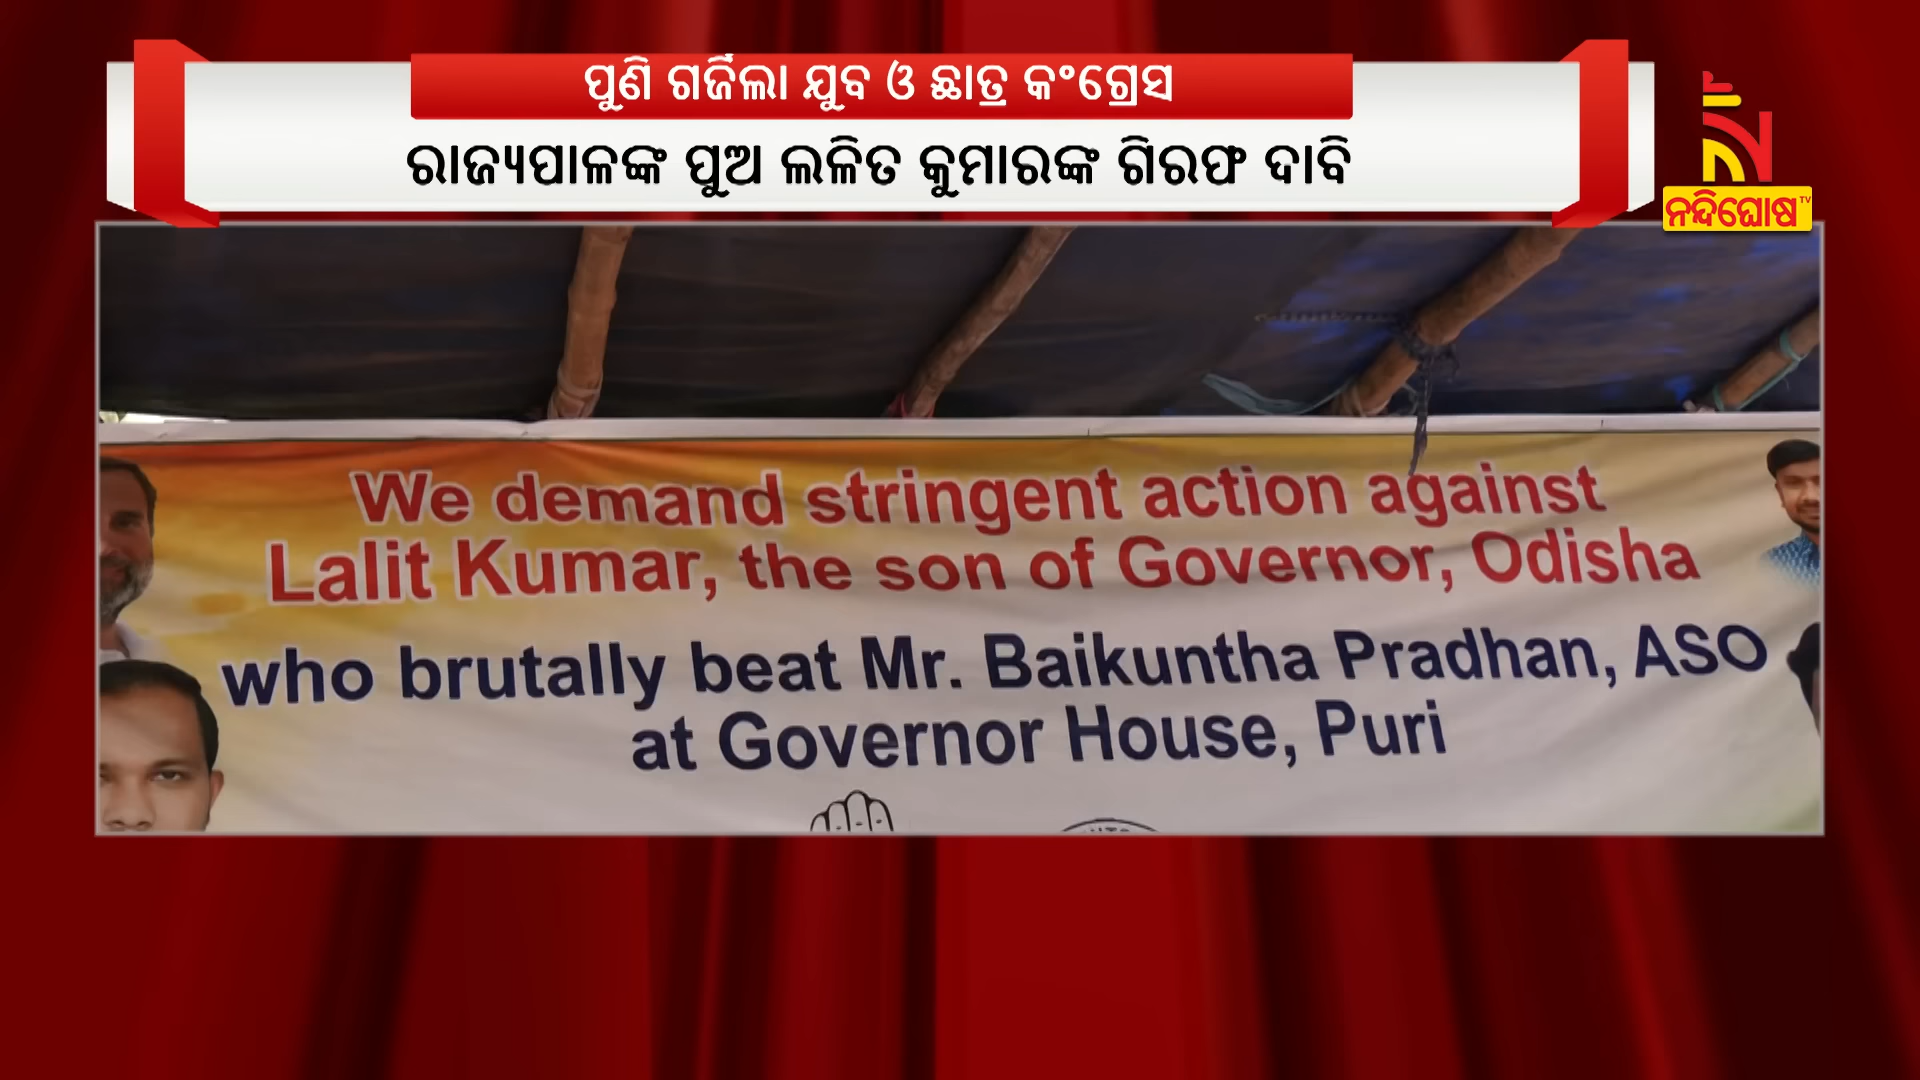 ପୁଣି ଗର୍ଜିଲା ଯୁବ ଓ ଛାତ୍ର କଂଗ୍ରେସ
ରାଜ୍ୟପାଳଙ୍କ ପୁଅ ଲଳିତ କୁମାରଙ୍କ ଗିରଫ ଦାବି
ନନ୍ଦିଘୋଷ TV
We demand stringent action against
Lalit Kumar, the son of Governor, Odisha
who brutally beat Mr. Baikuntha Pradhan, ASO
at Governor House, Puri